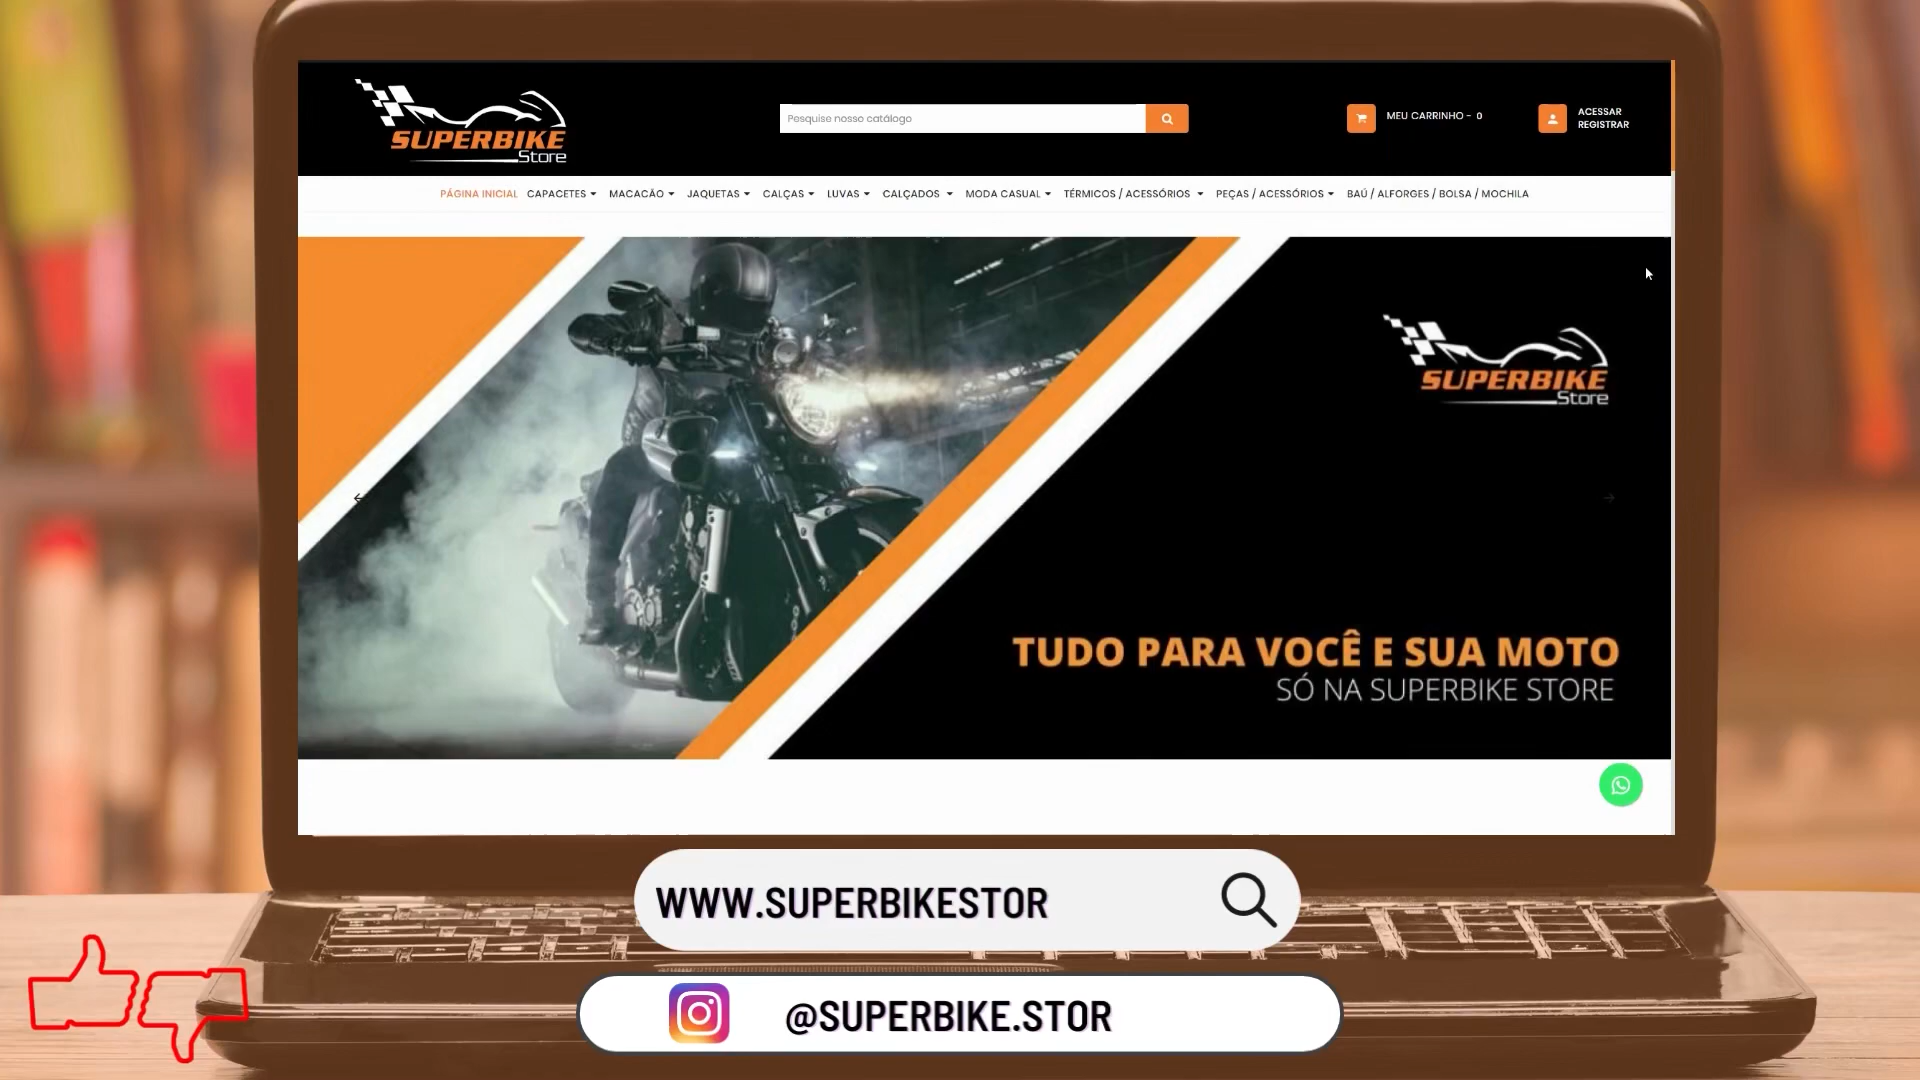 SUPERBIKE
Store
Pesquise nosso catálogo
MEU CARRINHO - 0
ACESSAR
REGISTRAR
PÁGINA INICIAL CAPACETES MACACÃO JAQUETAS CALÇAS LUVAS CALÇADOS MODA CASUAL TÉRMICOS / ACESSÓRIOS PEÇAS / ACESSÓRIOS BAÚ / ALFORGES / BOLSA / MOCHILA
SUPERBIKE
Store
TUDO PARA VOCÊ E SUA MOTO
SÓ NA SUPERBIKE STORE
WWW.SUPERBIKESTOR
@SUPERBIKE.STOR